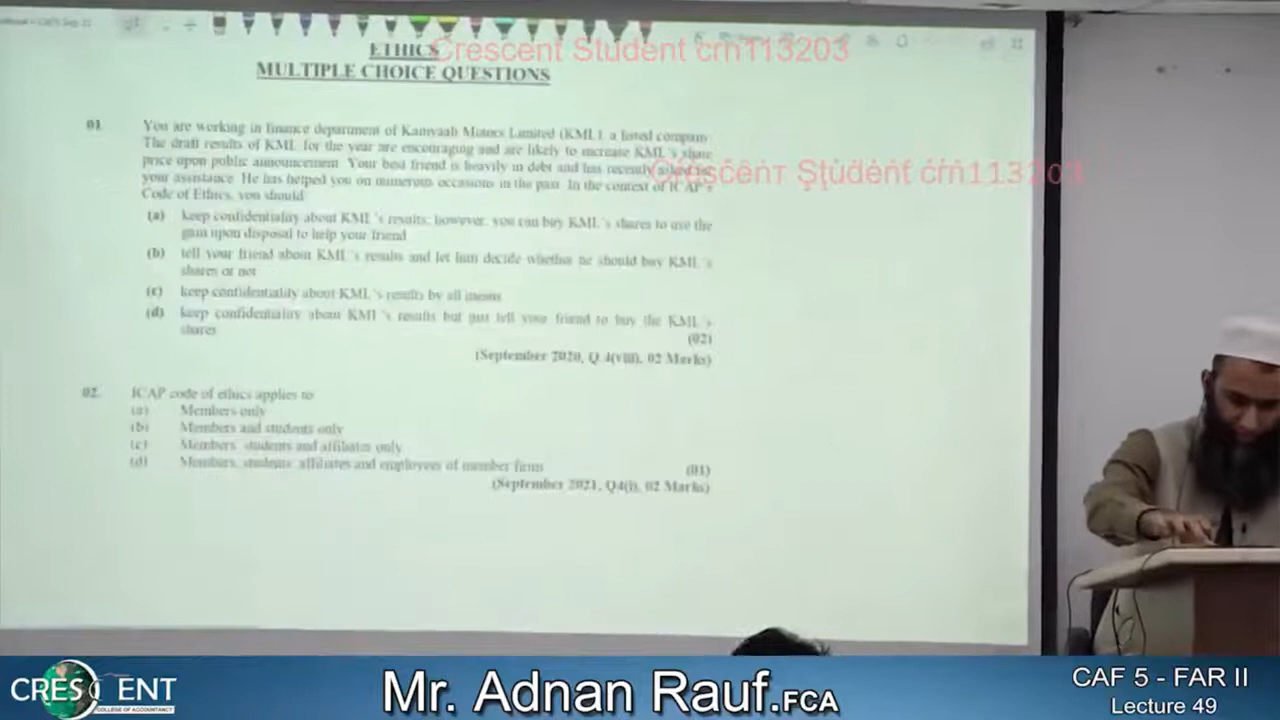 ETHICS
Crescent Student crn113203
MULTIPLE CHOICE QUESTIONS
01 You are working in finance department of Limited (KML), a listed company.
The draft results of KML for the year are encouraging and are likely to increase KML's share
price upon public announcement. Your best friend is heavily in debt and has recently asked for
your assistance. He has helped you on numerous occasions in the past. In the context of ICAP's
Crescent Student crn113203
Code of Ethics, you should
(a) keep confidentiality about KML's results; however, you can buy KML's shares to use the
gain upon disposal to help your friend
(b) tell your friend about KML's results and let him decide whether he should buy KML's
shares or not
(c) keep confidentiality about KML's results by all means
(d) keep confidentiality about KML's results but just tell your friend to buy the KML's
shares
(02)
(September 2020, Q 4(viii), 02 Marks)
02. ICAP code of ethics applies to
(a) Members only
(b) Members and students only
(c) Members, students and affiliates only
(d) Members, students, affiliates and employees of member firms (01)
(September 2021, Q4(i), 02 Marks)
CRESCENT
COLLEGE OF ACCOUNTANCY
Mr. Adnan Rauf.FCA
CAF 5 - FAR II
Lecture 49